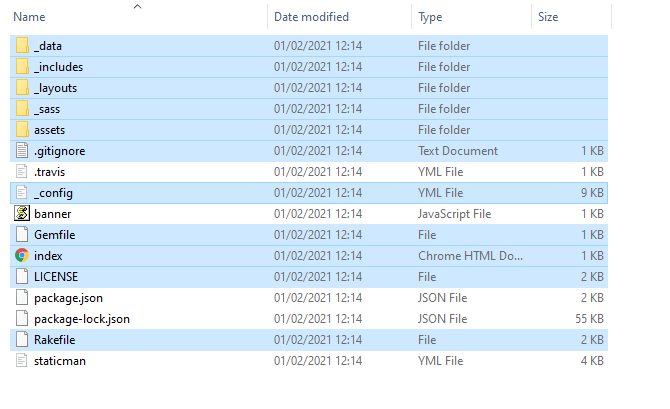 Name Date modified Type Size
_data 01/02/2021 12:14 File folder
_includes 01/02/2021 12:14 File folder
_layouts 01/02/2021 12:14 File folder
_sass 01/02/2021 12:14 File folder
assets 01/02/2021 12:14 File folder
.gitignore 01/02/2021 12:14 Text Document 1 KB
.travis 01/02/2021 12:14 YML File 1 KB
_config 01/02/2021 12:14 YML File 9 KB
banner 01/02/2021 12:14 JavaScript File 1 KB
Gemfile 01/02/2021 12:14 File 1 KB
index 01/02/2021 12:14 Chrome HTML Do... 1 KB
LICENSE 01/02/2021 12:14 File 2 KB
package.json 01/02/2021 12:14 JSON File 2 KB
package-lock.json 01/02/2021 12:14 JSON File 55 KB
Rakefile 01/02/2021 12:14 File 2 KB
staticman 01/02/2021 12:14 YML File 4 KB